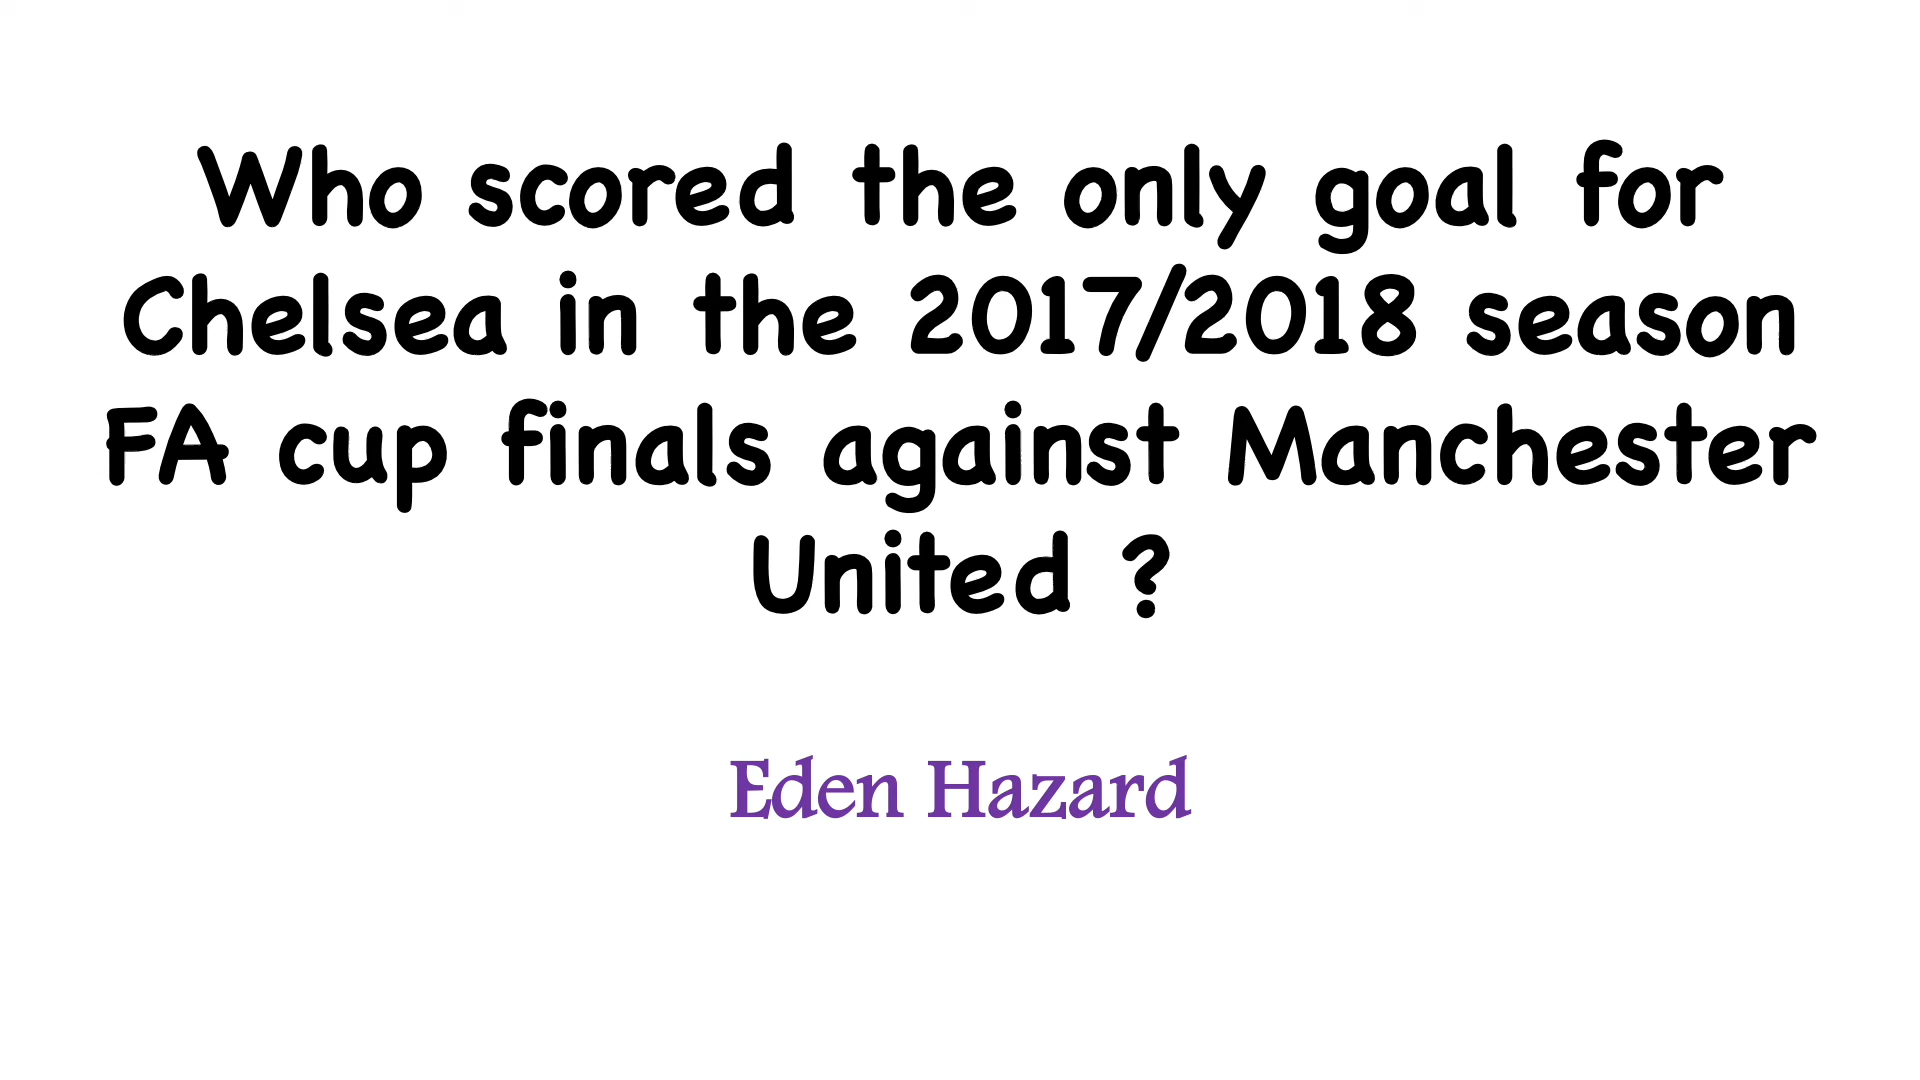 Who scored the only goal for
Chelsea in the 2017/2018 season
FA cup finals against Manchester
United ?
Eden Hazard